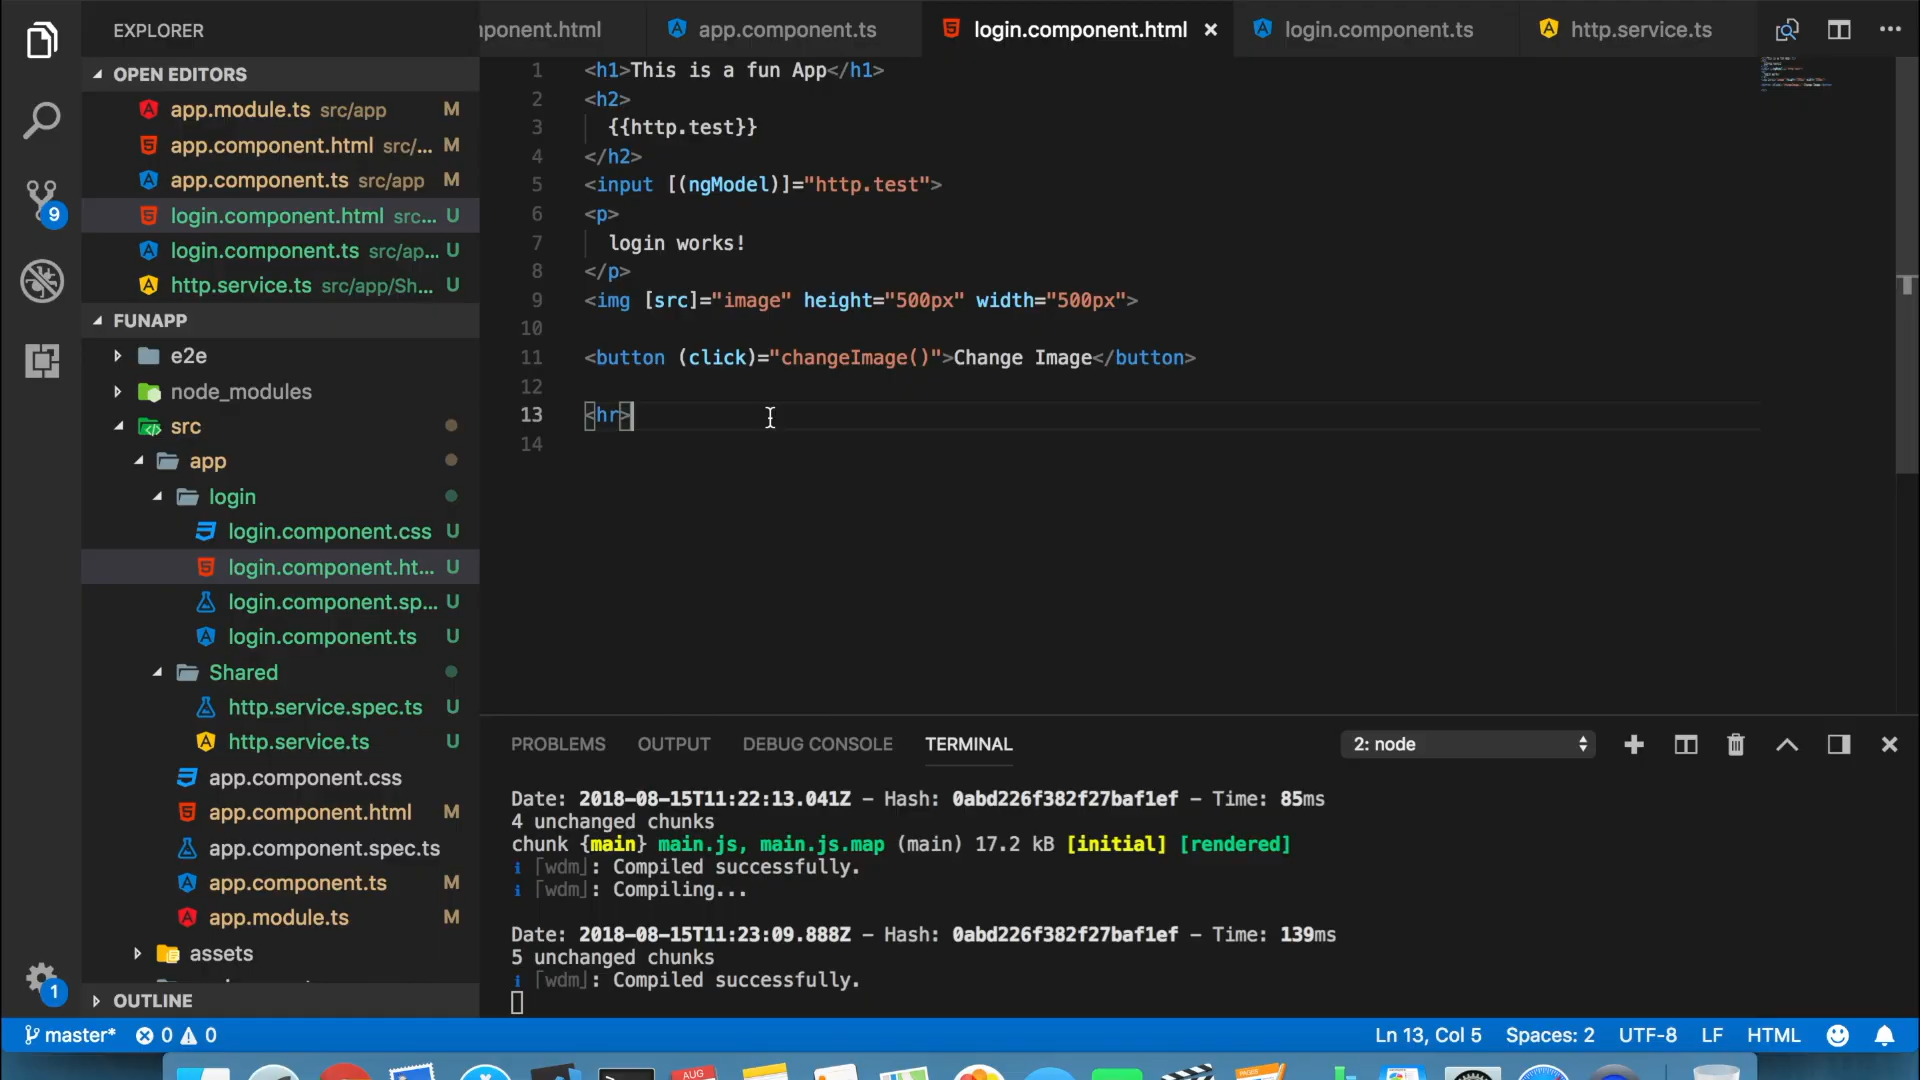 EXPLORER
OPEN EDITORS
app.module.ts src/app M
app.component.html src/... M
app.component.ts src/app M
login.component.html src... U
login.component.ts src/ap... U
http.service.ts src/app/Sh... U
FUNAPP
e2e
node_modules
src
app
login
login.component.css U
login.component.ht... U
login.component.sp... U
login.component.ts U
Shared
http.service.spec.ts U
http.service.ts U
app.component.css
app.component.html M
app.component.spec.ts
app.component.ts M
app.module.ts M
assets
OUTLINE
9
1
ponent.html
app.component.ts
login.component.html
login.component.ts
http.service.ts
1 <h1>This is a fun App</h1>
2 <h2>
3 {{http.test}}
4 </h2>
5 <input [(ngModel)]="http.test">
6 <p>
7 login works!
8 </p>
9 <img [src]="image" height="500px" width="500px">
10
11 <button (click)="changeImage()">Change Image</button>
12
13 <hr>
14
PROBLEMS OUTPUT DEBUG CONSOLE TERMINAL 2: node
Date: 2018-08-15T11:22:13.041Z - Hash: 0abd226f382f27baf1ef - Time: 85ms
4 unchanged chunks
chunk {main} main.js, main.js.map (main) 17.2 kB [initial] [rendered]
i ｢wdm｣: Compiled successfully.
i ｢wdm｣: Compiling...
Date: 2018-08-15T11:23:09.888Z - Hash: 0abd226f382f27baf1ef - Time: 139ms
5 unchanged chunks
i ｢wdm｣: Compiled successfully.
master* 0 0 Ln 13, Col 5 Spaces: 2 UTF-8 LF HTML
AUG
PAGES